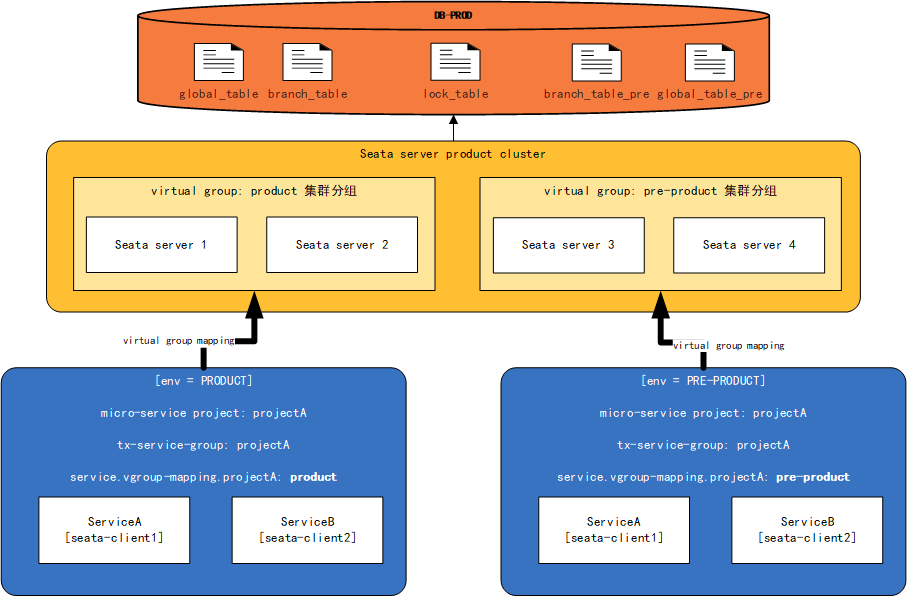 DB-PROD
global_table branch_table lock_table branch_table_pre global_table_pre
Seata server product cluster
virtual group: product 集群分组
virtual group: pre-product 集群分组
Seata server 1
Seata server 2
Seata server 3
Seata server 4
virtual group mapping
virtual group mapping
[env = PRODUCT]
micro-service project: projectA
tx-service-group: projectA
service.vgroup-mapping.projectA: product
ServiceA
[seata-client1]
ServiceB
[seata-client2]
[env = PRE-PRODUCT]
micro-service project: projectA
tx-service-group: projectA
service.vgroup-mapping.projectA: pre-product
ServiceA
[seata-client1]
ServiceB
[seata-client2]